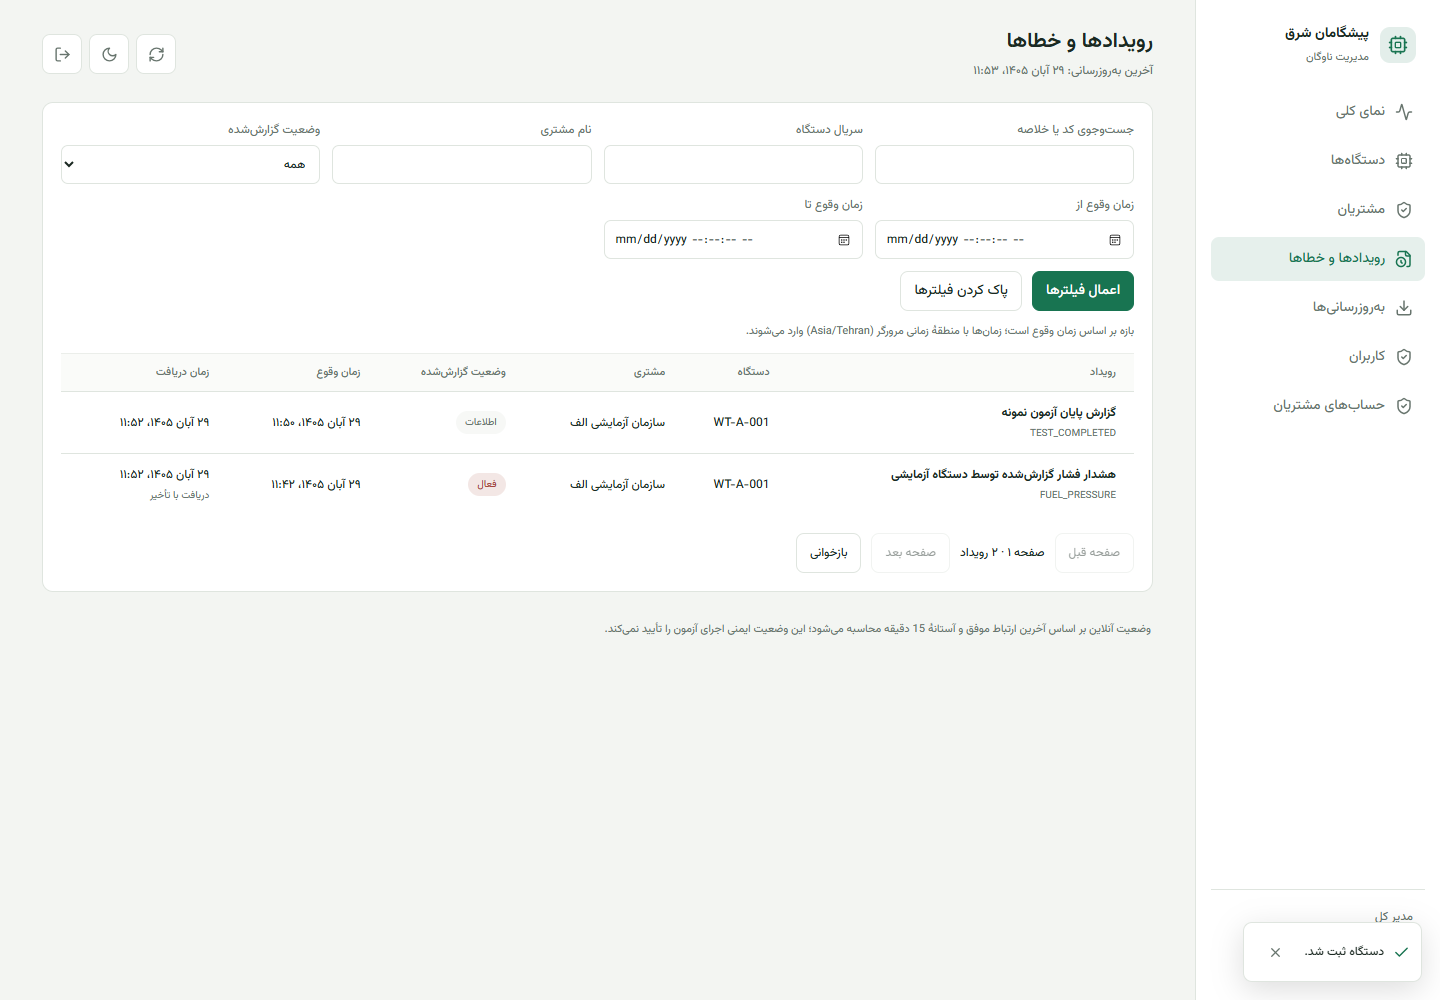 پیشگامان شرق
مدیریت ناوگان
نمای کلی
دستگاه‌ها
مشتریان
رویدادها و خطاها
به‌روزرسانی‌ها
کاربران
حساب‌های مشتریان
مدیر کل
دستگاه ثبت شد.
رویدادها و خطاها
آخرین به‌روزرسانی: ۲۹ آبان ۱۴۰۵، ۱۱:۵۳
جست‌وجوی کد یا خلاصه
سریال دستگاه
نام مشتری
وضعیت گزارش‌شده
همه
زمان وقوع از
زمان وقوع تا
mm/dd/yyyy --:--:-- --
mm/dd/yyyy --:--:-- --
اعمال فیلترها
پاک کردن فیلترها
بازه بر اساس زمان وقوع است؛ زمان‌ها با منطقهٔ زمانی مرورگر (Asia/Tehran) وارد می‌شوند.
رویداد دستگاه مشتری وضعیت گزارش‌شده زمان وقوع زمان دریافت
گزارش پایان آزمون نمونه
TEST_COMPLETED
WT-A-001
سازمان آزمایشی الف
اطلاعات
۲۹ آبان ۱۴۰۵، ۱۱:۵۰
۲۹ آبان ۱۴۰۵، ۱۱:۵۲
هشدار فشار گزارش‌شده توسط دستگاه آزمایشی
FUEL_PRESSURE
WT-A-001
سازمان آزمایشی الف
فعال
۲۹ آبان ۱۴۰۵، ۱۱:۴۲
۲۹ آبان ۱۴۰۵، ۱۱:۵۲
دریافت با تأخیر
صفحه قبل
صفحه ۱ · ۲ رویداد
صفحه بعد
بازخوانی
وضعیت آنلاین بر اساس آخرین ارتباط موفق و آستانهٔ 15 دقیقه محاسبه می‌شود؛ این وضعیت ایمنی اجرای آزمون را تأیید نمی‌کند.